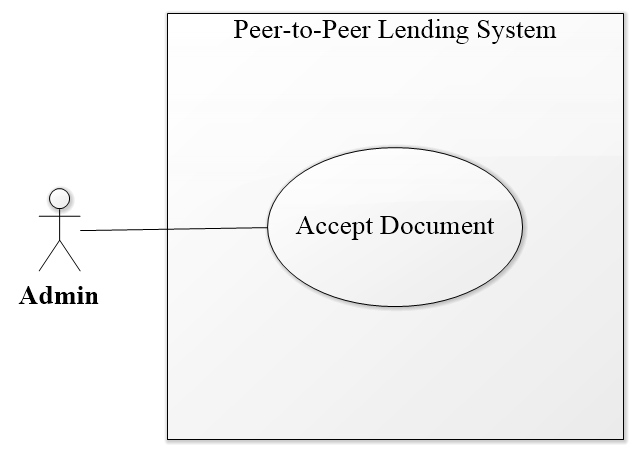 Peer-to-Peer Lending System
Accept Document
Admin